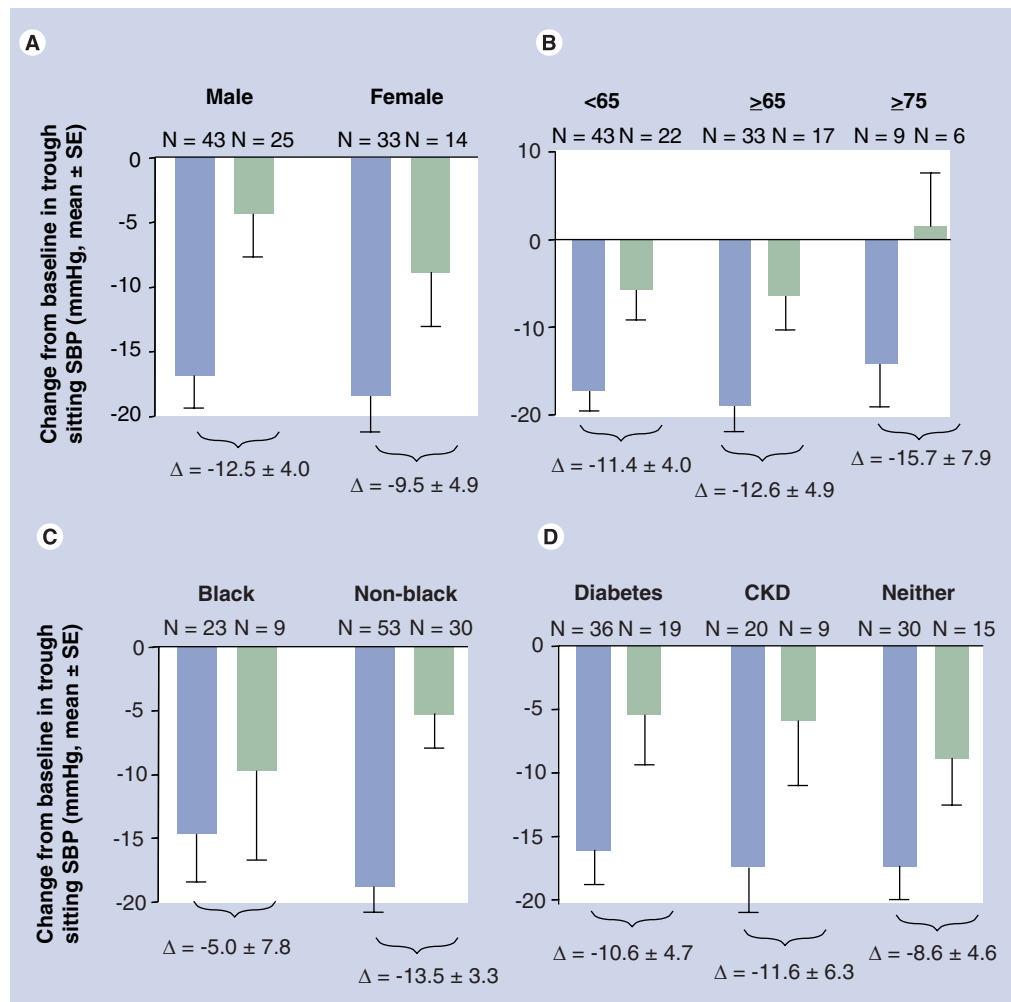 A
Male Female
N = 43 N = 25 N = 33 N = 14
Change from baseline in trough
sitting SBP (mmHg, mean ± SE)
0
-5
-10
-15
-20
Δ = -12.5 ± 4.0
Δ = -9.5 ± 4.9
B
<65 ≥65 ≥75
N = 43 N = 22 N = 33 N = 17 N = 9 N = 6
10
0
-10
-20
Δ = -11.4 ± 4.0
Δ = -12.6 ± 4.9
Δ = -15.7 ± 7.9
C
Black Non-black
N = 23 N = 9 N = 53 N = 30
Change from baseline in trough
sitting SBP (mmHg, mean ± SE)
0
-5
-10
-15
-20
Δ = -5.0 ± 7.8
Δ = -13.5 ± 3.3
D
Diabetes CKD Neither
N = 36 N = 19 N = 20 N = 9 N = 30 N = 15
0
-5
-10
-15
-20
Δ = -10.6 ± 4.7
Δ = -11.6 ± 6.3
Δ = -8.6 ± 4.6